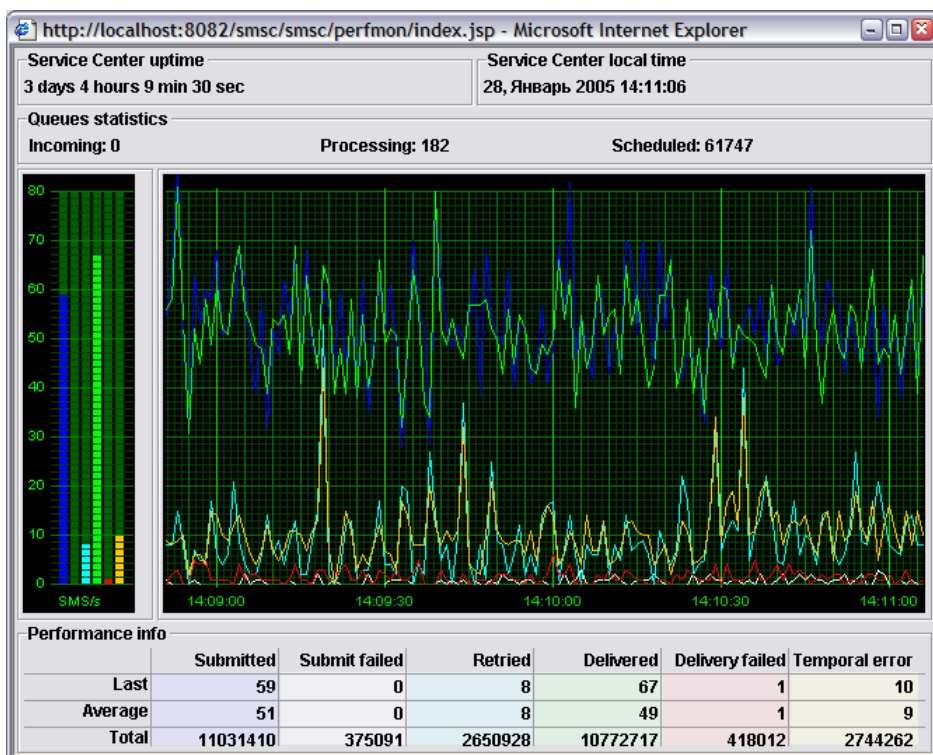 http://localhost:8082/smsc/smsc/perfmon/index.jsp - Microsoft Internet Explorer
Service Center uptime
3 days 4 hours 9 min 30 sec
Service Center local time
28, Январь 2005 14:11:06
Queues statistics
Incoming: 0 Processing: 182 Scheduled: 61747
80
70
60
50
40
30
20
10
0
SMS/s
14:09:00 14:09:30 14:10:00 14:10:30 14:11:00
Performance info
Submitted Submit failed Retried Delivered Delivery failed Temporal error
Last 59 0 8 67 1 10
Average 51 0 8 49 1 9
Total 11031410 375091 2650928 10772717 418012 2744262